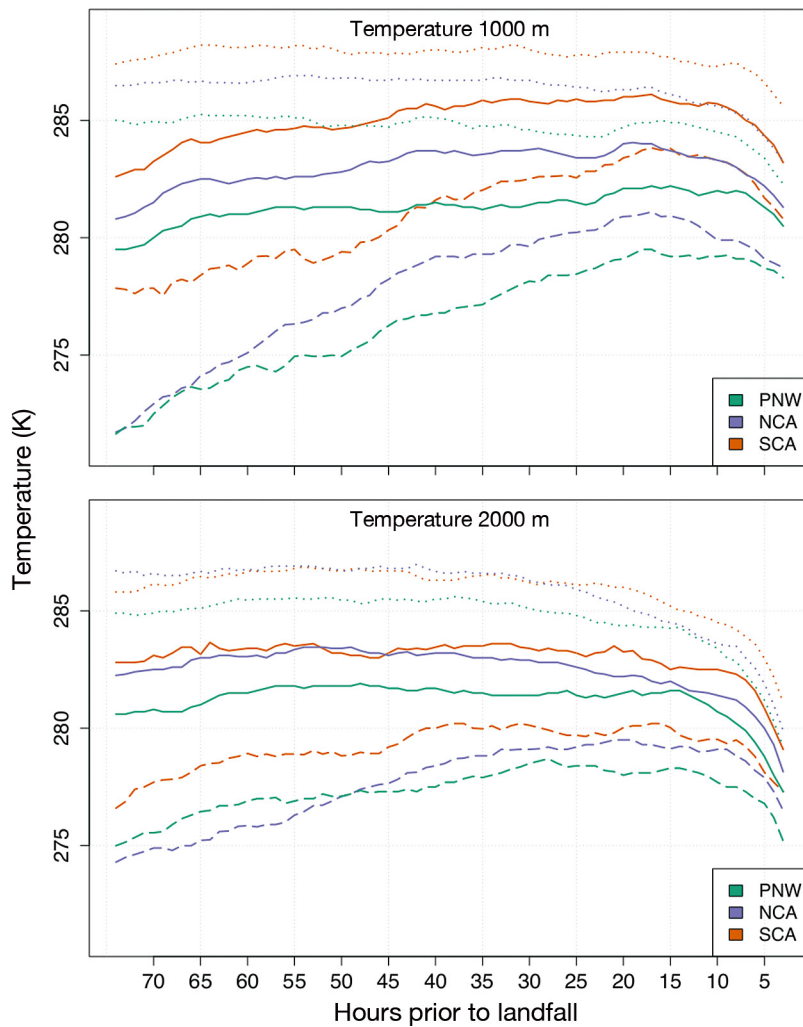 Temperature 1000 m
285
280
275
PNW
NCA
SCA
Temperature (K)
Temperature 2000 m
285
280
275
PNW
NCA
SCA
70 65 60 55 50 45 40 35 30 25 20 15 10 5
Hours prior to landfall